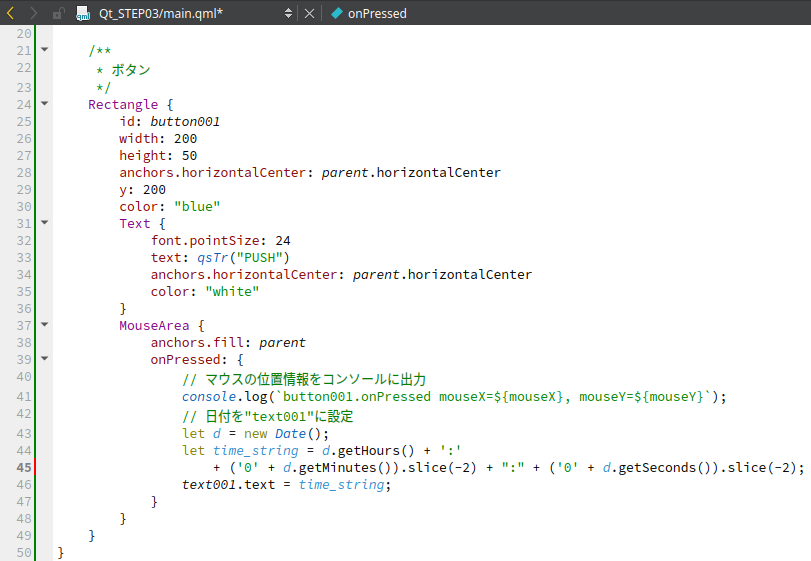 Qt_STEP03/main.qml* onPressed
20
21 /**
22 * ボタン
23 */
24 Rectangle {
25 id: button001
26 width: 200
27 height: 50
28 anchors.horizontalCenter: parent.horizontalCenter
29 y: 200
30 color: "blue"
31 Text {
32 font.pointSize: 24
33 text: qsTr("PUSH")
34 anchors.horizontalCenter: parent.horizontalCenter
35 color: "white"
36 }
37 MouseArea {
38 anchors.fill: parent
39 onPressed: {
40 // マウスの位置情報をコンソールに出力
41 console.log(`button001.onPressed mouseX=${mouseX}, mouseY=${mouseY}`);
42 // 日付を"text001"に設定
43 let d = new Date();
44 let time_string = d.getHours() + ':'
45 + ('0' + d.getMinutes()).slice(-2) + ":" + ('0' + d.getSeconds()).slice(-2);
46 text001.text = time_string;
47 }
48 }
49 }
50 }